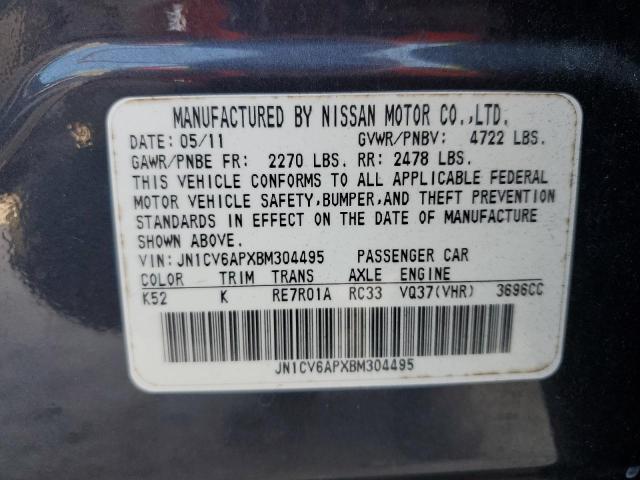 MANUFACTURED BY NISSAN MOTOR CO.,LTD.
DATE: 05/11 GVWR/PNBV: 4722 LBS.
GAWR/PNBE FR: 2270 LBS. RR: 2478 LBS.
THIS VEHICLE CONFORMS TO ALL APPLICABLE FEDERAL
MOTOR VEHICLE SAFETY,BUMPER,AND THEFT PREVENTION
STANDARDS IN EFFECT ON THE DATE OF MANUFACTURE
SHOWN ABOVE.
VIN: JN1CV6APXBM304495 PASSENGER CAR
COLOR TRIM TRANS AXLE ENGINE
K52 K RE7R01A RC33 VQ37(VHR) 3696CC
JN1CV6APXBM304495